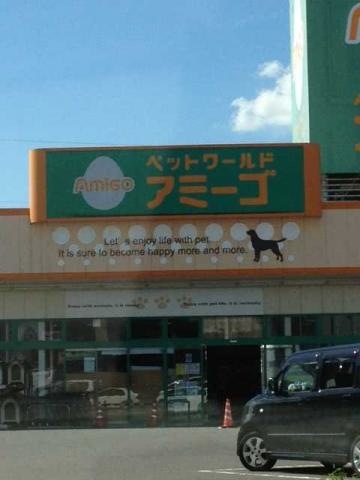 ペットワールド
AMIGO
アミーゴ
Let s enjoy life with pet.
It is sure to become happy more and more.